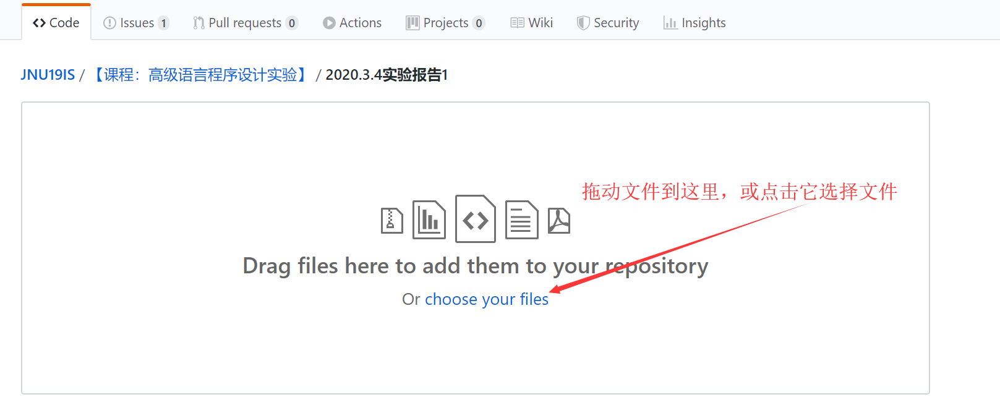 Code Issues 1 Pull requests 0 Actions Projects 0 Wiki Security Insights
JNU19IS / 【课程：高级语言程序设计实验】 / 2020.3.4实验报告1
拖动文件到这里，或点击它选择文件
Drag files here to add them to your repository
Or choose your files